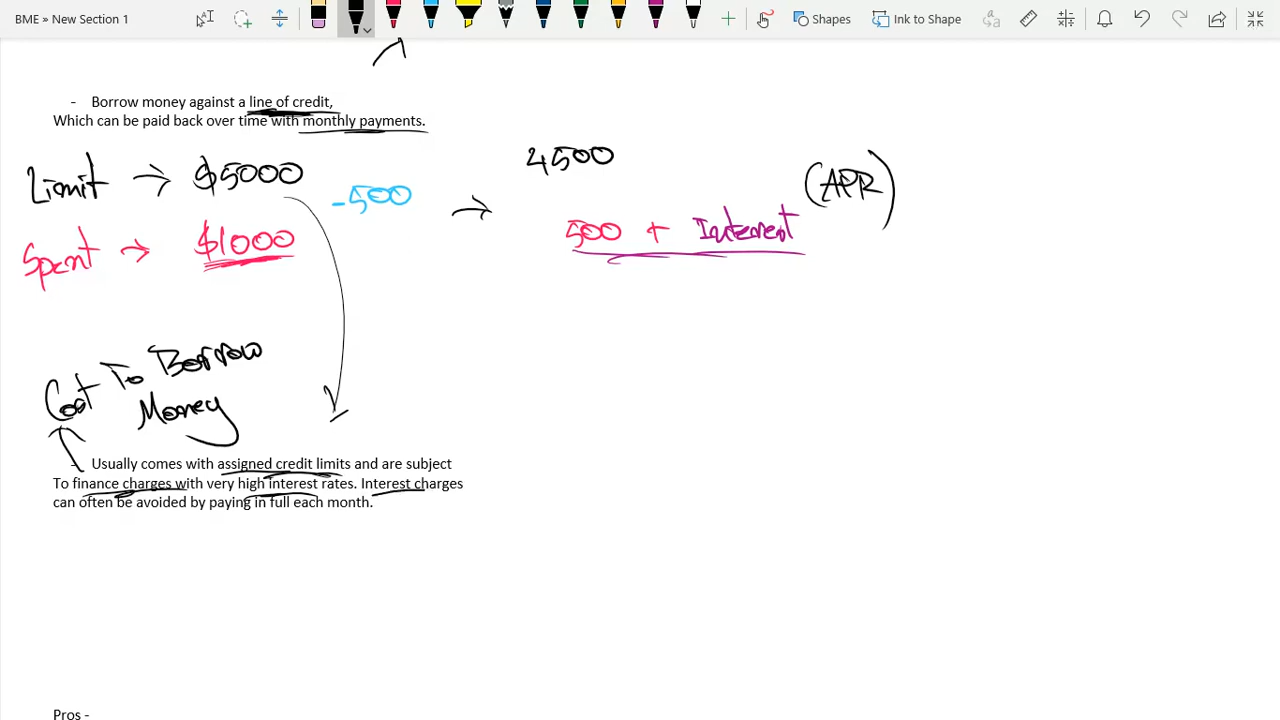 BME » New Section 1
Shapes
Ink to Shape
- Borrow money against a line of credit,
Which can be paid back over time with monthly payments.
Limit → $5000
-500 →
4500
(APR)
Spent → $1000
500 + Interest
Cost To Borrow
Money
- Usually comes with assigned credit limits and are subject
To finance charges with very high interest rates. Interest charges
can often be avoided by paying in full each month.
Pros -